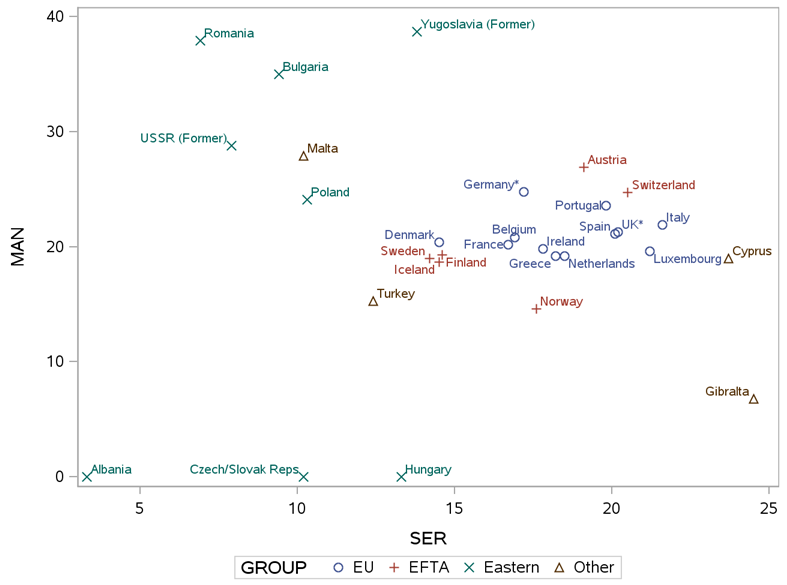 40
Yugoslavia (Former)
Romania
Bulgaria
30
USSR (Former)
Malta
Austria
Poland
Germany*
Switzerland
Portugal
Italy
Spain
UK*
Belgium
Denmark
Ireland
France
20
MAN
Sweden
Cyprus
Luxembourg
Finland
Greece
Netherlands
Iceland
Turkey
Norway
10
Gibralta
0
Albania
Czech/Slovak Reps
Hungary
5 10 15 20 25
SER
GROUP EU EFTA Eastern Other